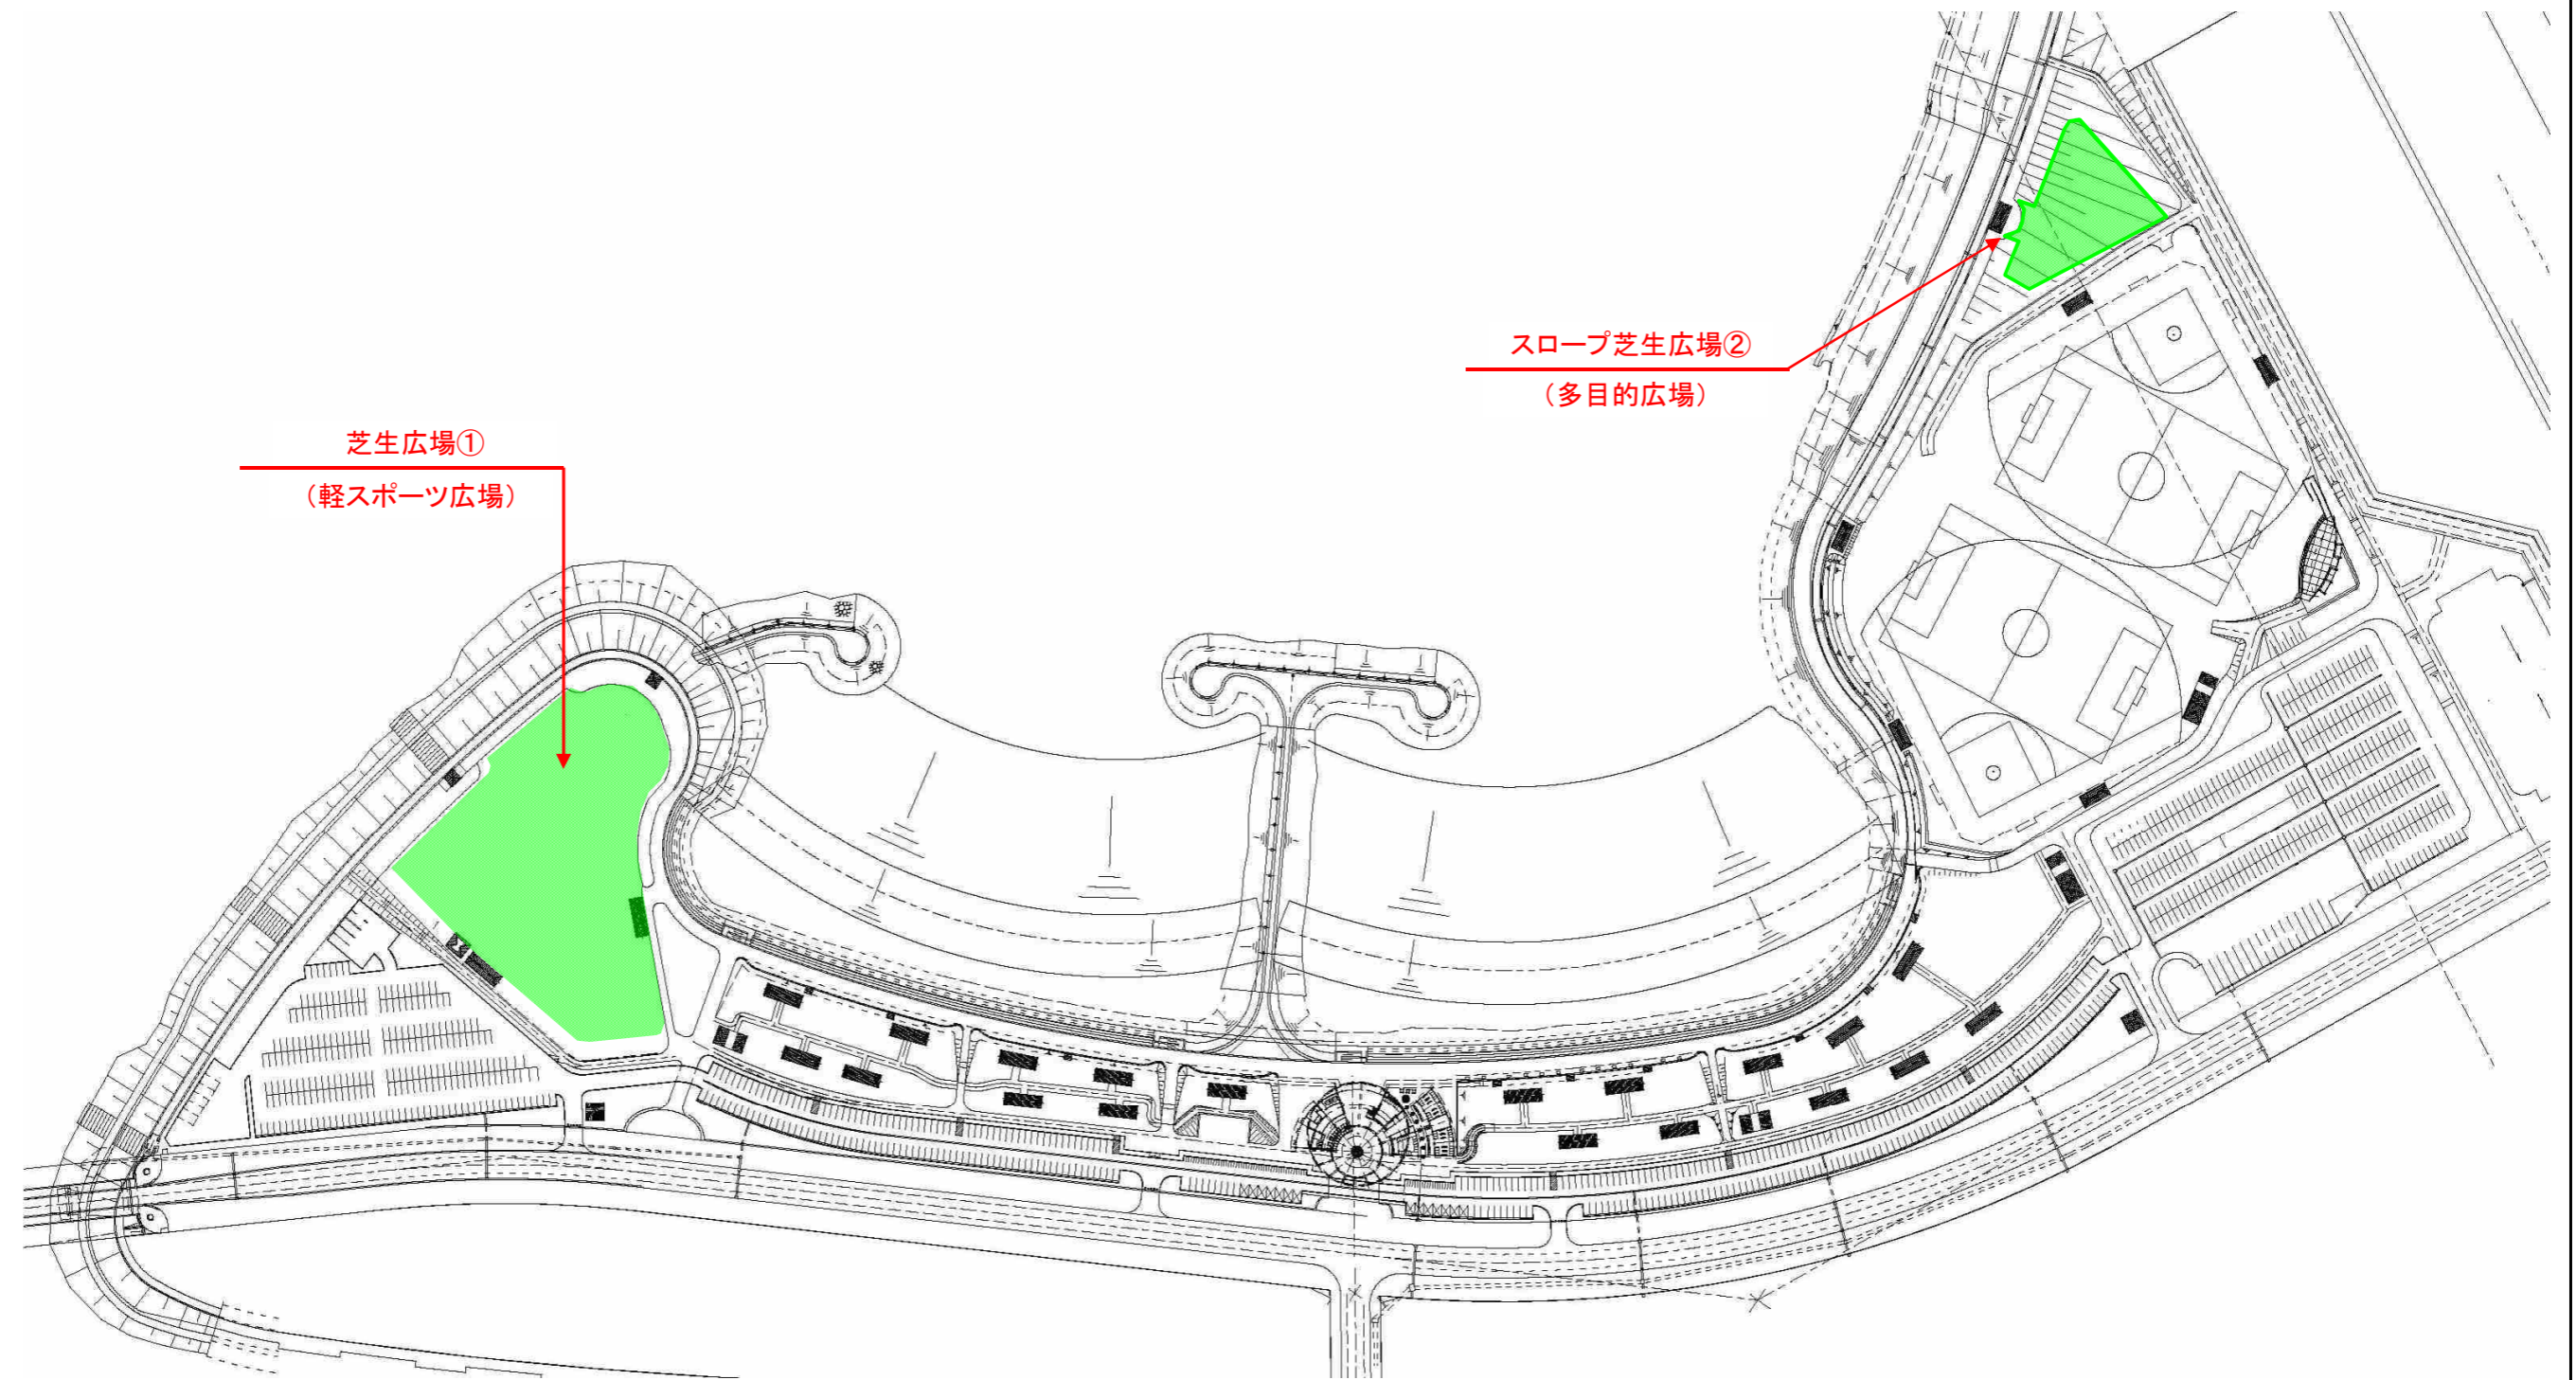 スロープ芝生広場②
（多目的広場）
芝生広場①
（軽スポーツ広場）